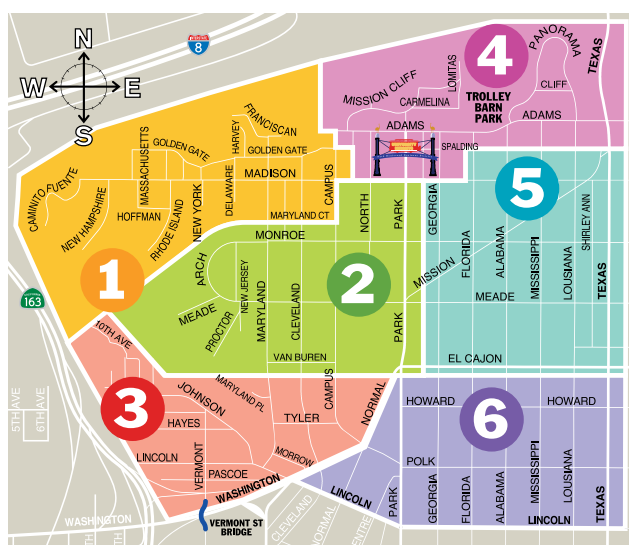 N
W E
S
8
163
4
PANORAMA
TEXAS
LOMITAS
CLIFF
MISSION CLIFF
CARMELINA
TROLLEY
BARN
PARK
ADAMS
ADAMS
SPALDING
FRANCISCAN
HARVEY
MASSACHUSETTS
GOLDEN GATE
GOLDEN GATE
MADISON
CAMPUS
CAMINITO FUENTE
NEW HAMPSHIRE
HOFFMAN
RHODE ISLAND
NEW YORK
DELAWARE
MARYLAND CT
1
5
GEORGIA
FLORIDA
ALABAMA
MISSISSIPPI
LOUSIANA
SHIRLEY ANN
TEXAS
MISSION
MEADE
EL CAJON
2
NORTH
PARK
MONROE
ARCH
MEADE
PROCTOR
NEW JERSEY
MARYLAND
CLEVELAND
PARK
VAN BUREN
3
10TH AVE
JOHNSON
MARYLAND PL
CAMPUS
NORMAL
HAYES
TYLER
LINCOLN
VERMONT
PASCOE
MORROW
WASHINGTON
6
HOWARD
HOWARD
POLK
LINCOLN
PARK
GEORGIA
FLORIDA
ALABAMA
MISSISSIPPI
LOUSIANA
TEXAS
LINCOLN
5TH AVE
6TH AVE
WASHINGTON
VERMONT ST
BRIDGE
CLEVELAND
NORMAL
CENTRE